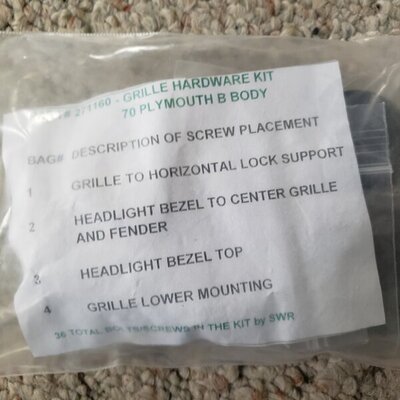 # 271160 - GRILLE HARDWARE KIT
70 PLYMOUTH B BODY
BAG# DESCRIPTION OF SCREW PLACEMENT
1 GRILLE TO HORIZONTAL LOCK SUPPORT
2 HEADLIGHT BEZEL TO CENTER GRILLE
AND FENDER
3 HEADLIGHT BEZEL TOP
4 GRILLE LOWER MOUNTING
36 TOTAL BOLTS/SCREWS IN THE KIT by SWR